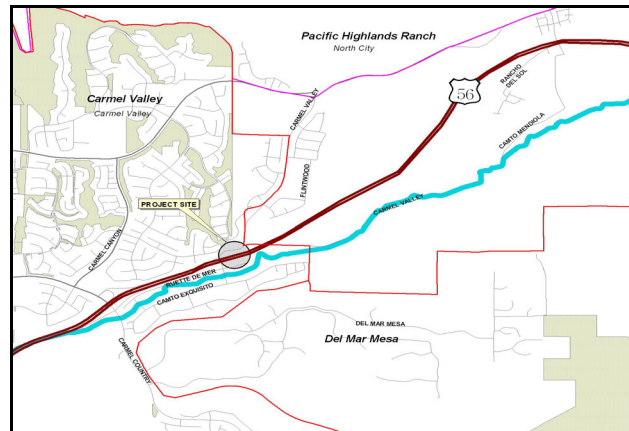 Pacific Highlands Ranch
North City
Carmel Valley
Carmel Valley
56
RANCHO
DEL SOL
CARMEL VALLEY
CAMTO MENDIOLA
FLINTWOOD
PROJECT SITE
CARMEL VALLEY
CARMEL CANYON
RUETTE DE MER
CAMTO EXQUISITO
DEL MAR MESA
Del Mar Mesa
CARMEL COUNTRY